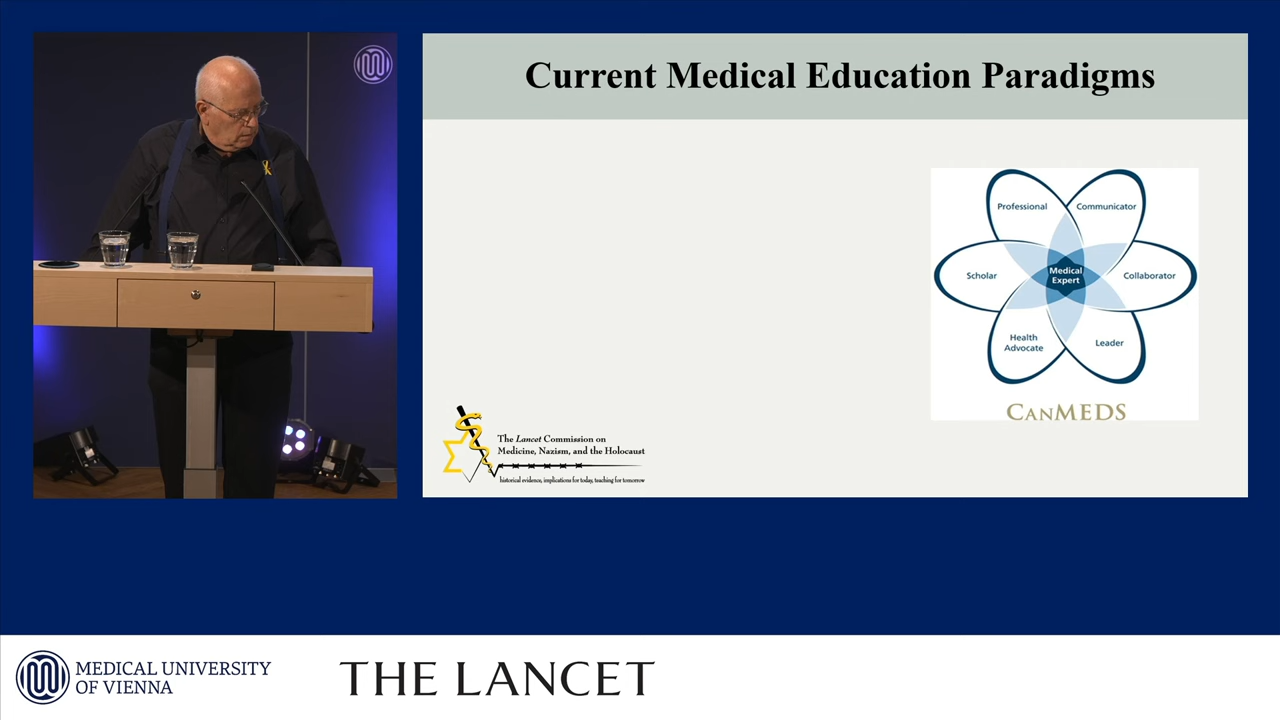 Current Medical Education Paradigms
Professional
Communicator
Scholar
Medical
Expert
Collaborator
Health
Advocate
Leader
CANMEDS
The Lancet Commission on
Medicine, Nazism, and the Holocaust
historical evidence, implications for today, teaching for tomorrow
MEDICAL UNIVERSITY
OF VIENNA
THE LANCET